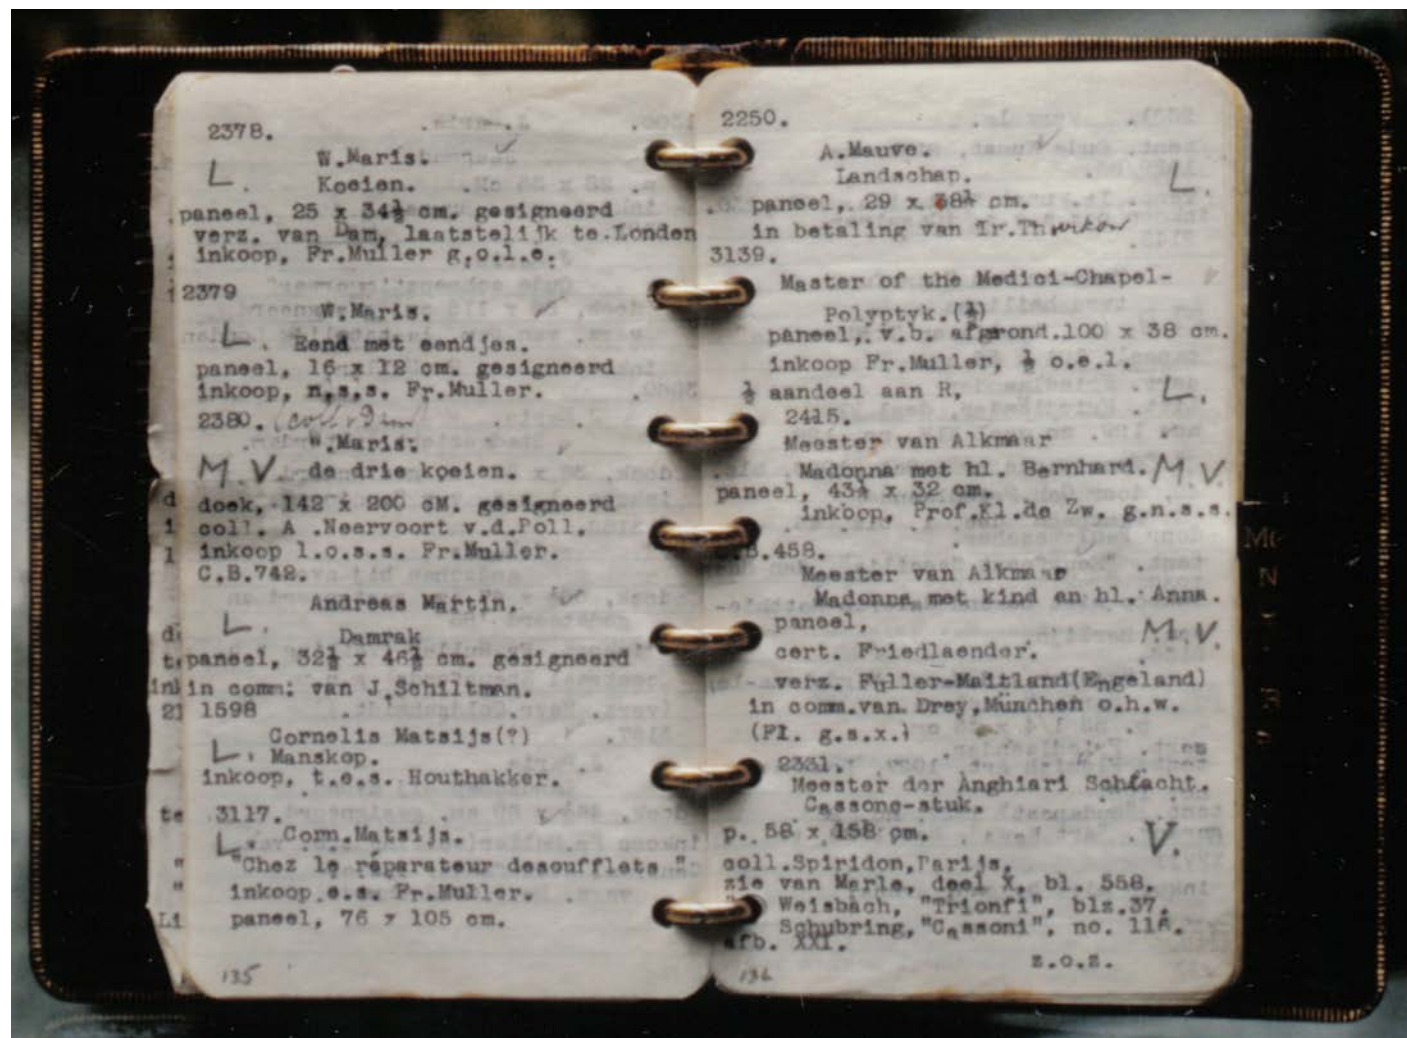 2378.
W.Maris.
L. Koeien.
paneel, 25 x 34½ cm. gesigneerd
verz. van Dam, laatstelijk te Londen
inkoop, Fr.Muller g.o.l.e.
2379
W.Maris.
L. Eend met eendjes.
paneel, 16 x 12 cm. gesigneerd
inkoop, n.s.s. Fr.Muller.
2380.
".Maris.
M.V. de drie koeien.
doek, 142 x 200 cM. gesigneerd
coll. A .Neervoort v.d.Poll.
inkoop l.o.s.s. Fr.Muller.
C.B.742.
Andreas Martin.
L. Damrak
paneel, 32½ x 46½ cm. gesigneerd
in comm: van J.Schiltman.
1598
Cornelis Matsijs(?)
L. Manskop.
inkoop, t.e.s. Houthakker.
3117.
Corn.Matsijs.
L.
"Chez le réparateur desoufflets "
inkoop e.s. Fr.Muller.
paneel, 76 x 105 cm.
135
2250.
A.Mauve.
Landschap. L.
paneel, 29 x cm.
in betaling van Ir.Th
3139.
Master of the Medici-Chapel-
Polyptyk.(½)
paneel, v.b. afgrond.100 x 38 cm.
inkoop Fr.Muller, ½ o.e.l.
½ aandeel aan R, L.
2415.
Meester van Alkmaar
Madonna met hl. Bernhard. M.V.
paneel, 43½ x 32 cm.
inkoop, Prof.Kl.de Zw. g.n.s.s.
.B.458.
Meester van Alkmaar
Madonna met kind en hl. Anna.
paneel, M.V.
cert. Friedlaender.
verz. Fuller-Maitland(Engeland)
in comm.van Drey,München o.h.w.
(Fl. g.s.x.)
2331.
Meester der Anghiari Schlacht.
Cassone-stuk.
p. 58 x 158 cm. V.
coll.Spiridon,Parijs.
zie van Marle, deel X, bl. 558.
" Weisbach, "Trionfi", blz.37.
Schubring,"Cassoni", no. 116.
afb. XXI.
z.o.z.
136